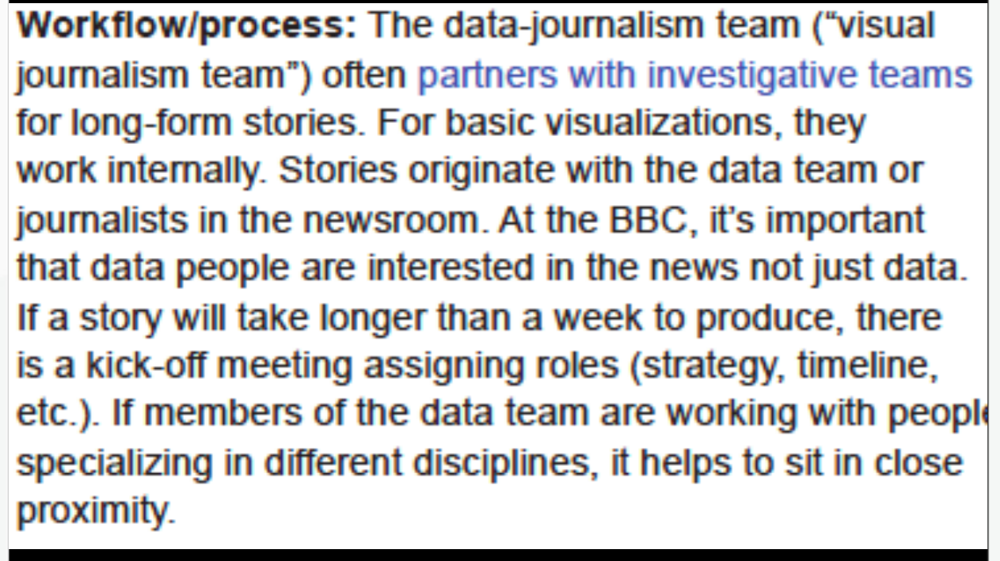 Workflow/process: The data-journalism team (“visual
journalism team”) often partners with investigative teams
for long-form stories. For basic visualizations, they
work internally. Stories originate with the data team or
journalists in the newsroom. At the BBC, it’s important
that data people are interested in the news not just data.
If a story will take longer than a week to produce, there
is a kick-off meeting assigning roles (strategy, timeline,
etc.). If members of the data team are working with people
specializing in different disciplines, it helps to sit in close
proximity.